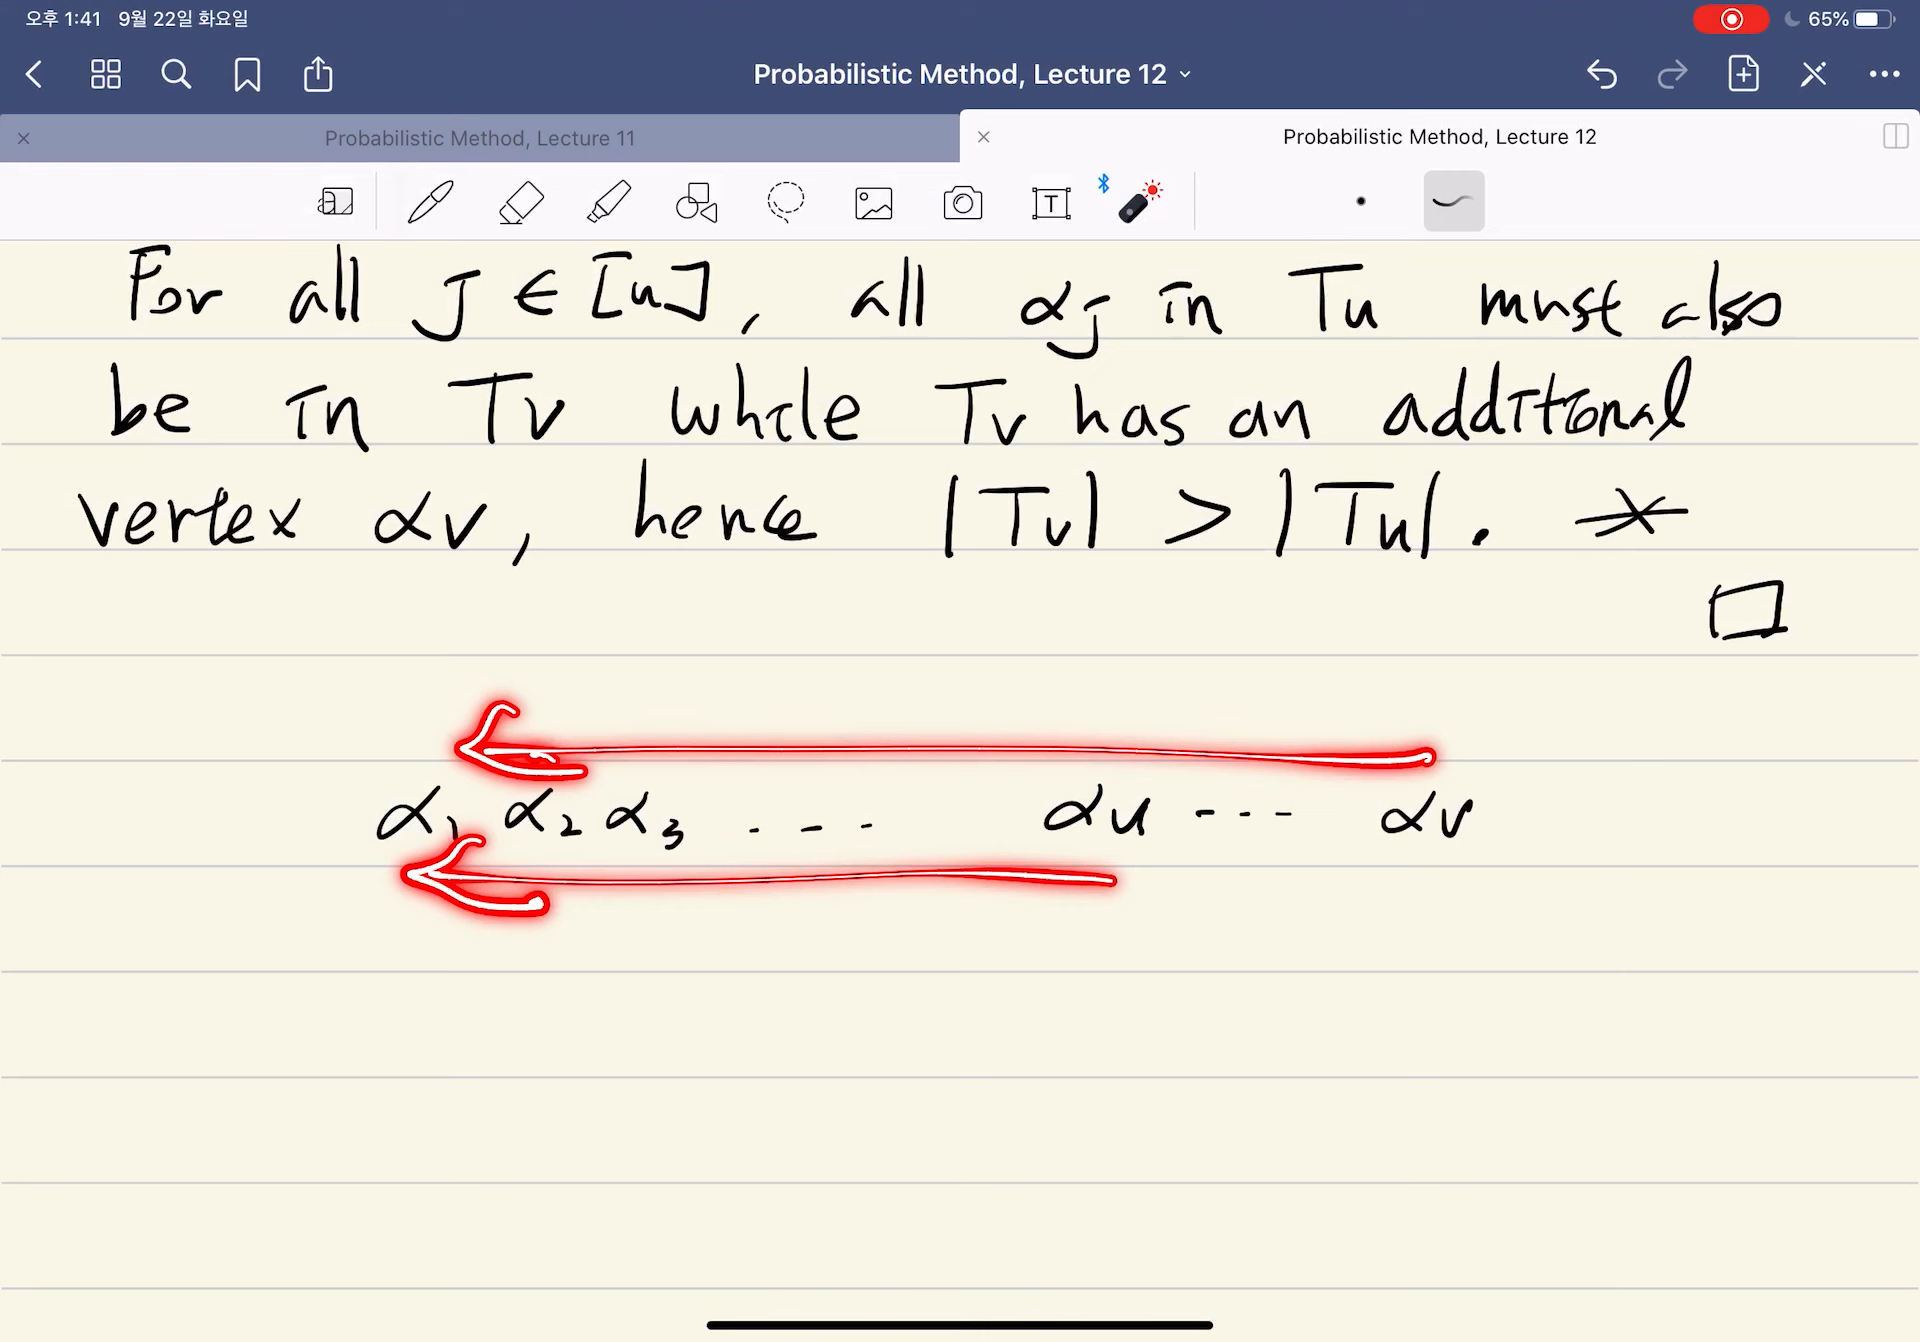 오후 1:41 9월 22일 화요일 65%
Probabilistic Method, Lecture 12
Probabilistic Method, Lecture 11 Probabilistic Method, Lecture 12
For all j ∈ [u], all αj in Tu must also
be in Tv while Tv has an additional
vertex αv, hence |Tv| > |Tu|. ※
□
α1 α2 α3 --- αu --- αv